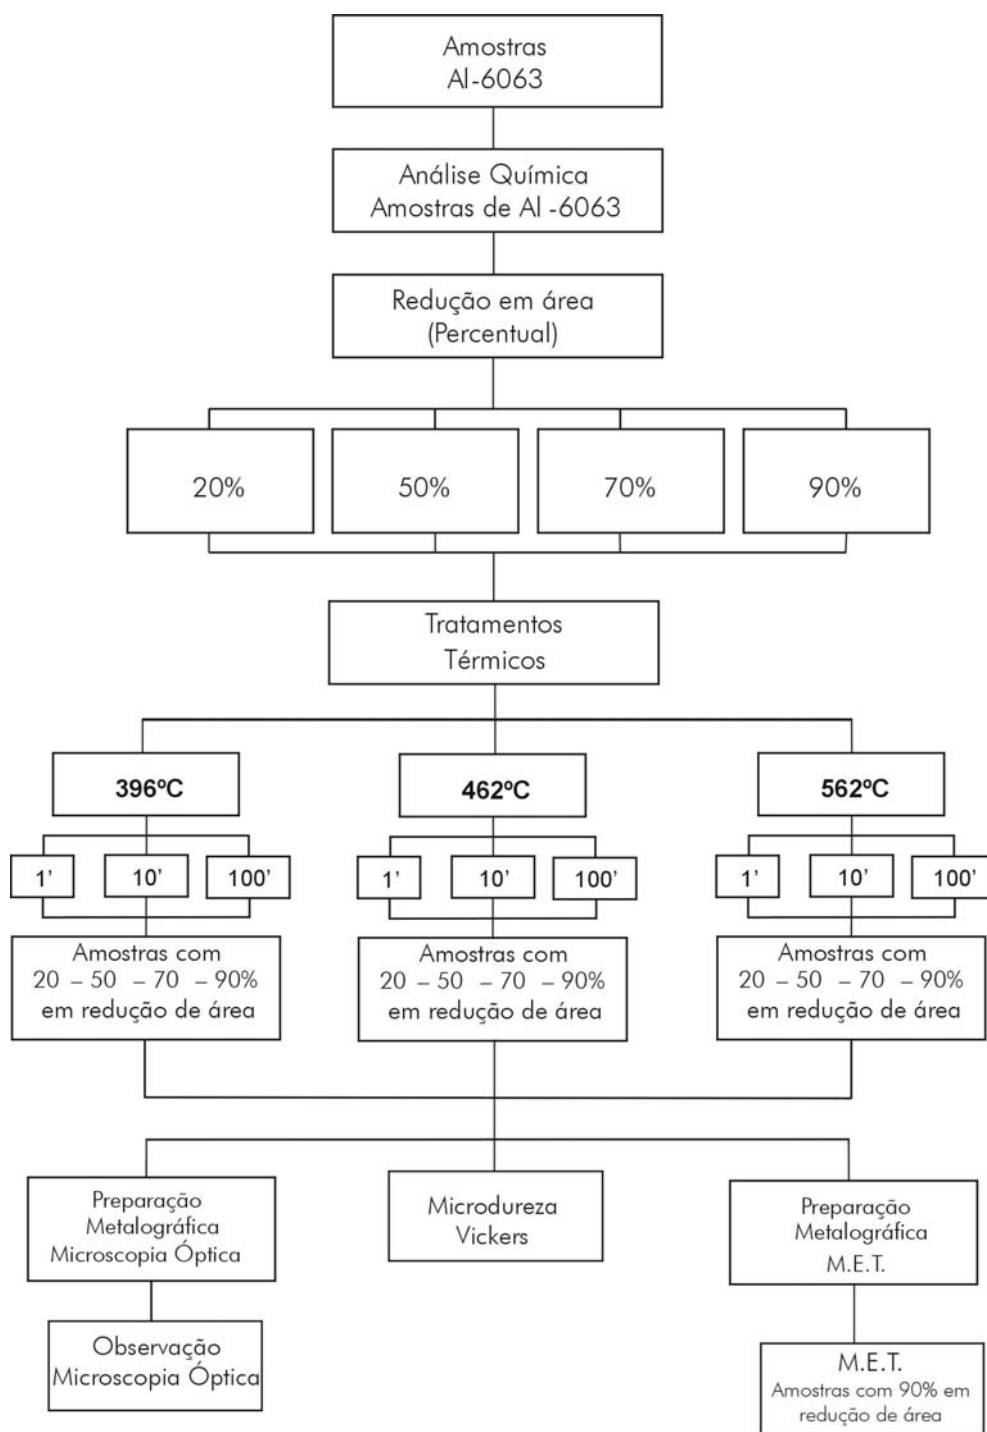 Amostras
Al-6063
Análise Química
Amostras de Al -6063
Redução em área
(Percentual)
20%
50%
70%
90%
Tratamentos
Térmicos
396ºC
462ºC
562ºC
1'
10'
100'
1'
10'
100'
1'
10'
100'
Amostras com
20 – 50 – 70 – 90%
em redução de área
Amostras com
20 – 50 – 70 – 90%
em redução de área
Amostras com
20 – 50 – 70 – 90%
em redução de área
Preparação
Metalográfica
Microscopia Óptica
Microdureza
Vickers
Preparação
Metalográfica
M.E.T.
Observação
Microscopia Óptica
M.E.T.
Amostras com 90% em
redução de área